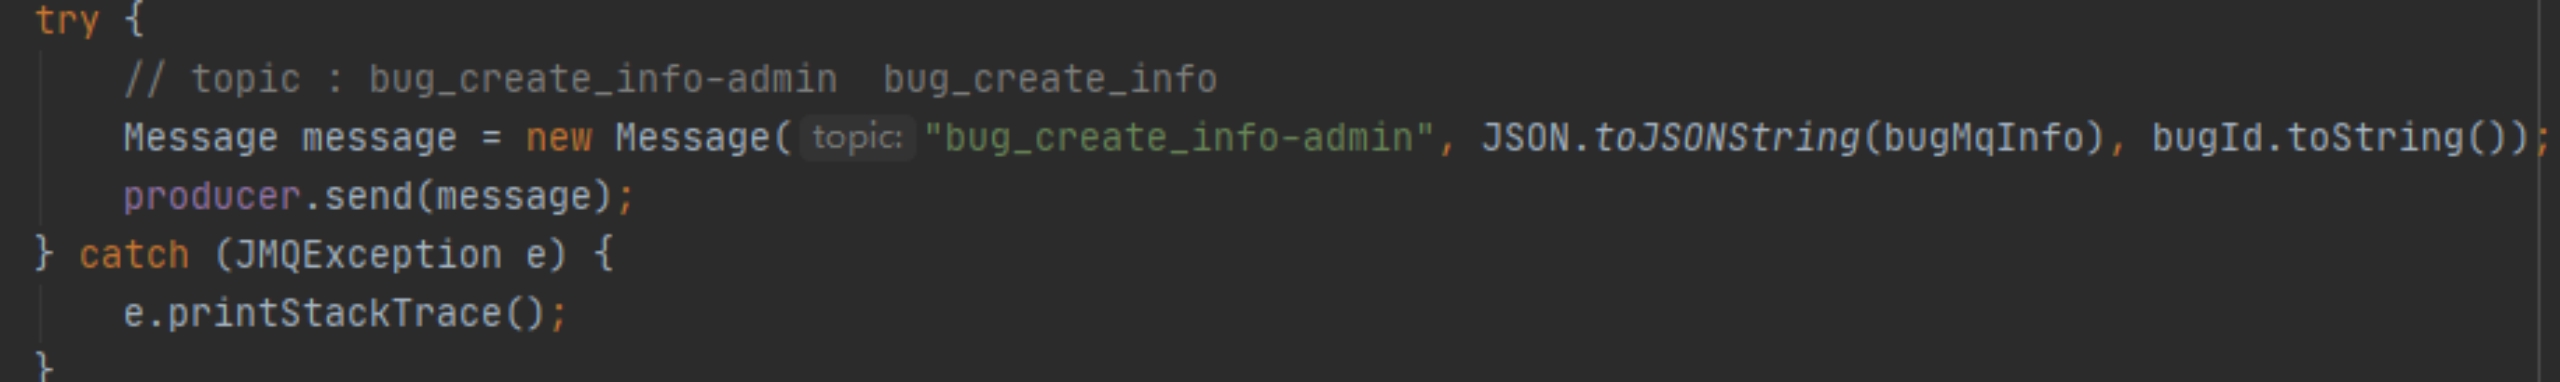 try {
// topic : bug_create_info-admin  bug_create_info
Message message = new Message( topic: "bug_create_info-admin", JSON.toJSONString(bugMqInfo), bugId.toString());
producer.send(message);
} catch (JMQException e) {
e.printStackTrace();
}